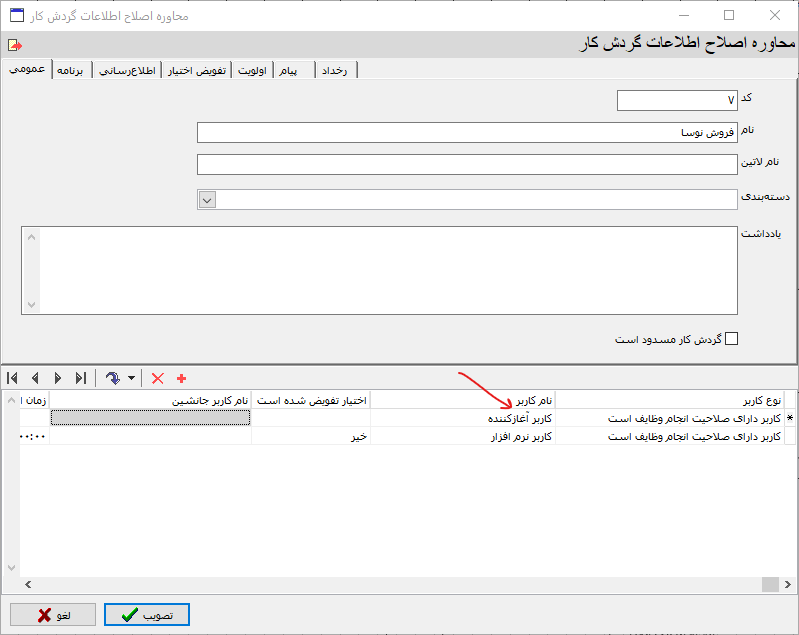 محاوره اصلاح اطلاعات گردش کار
محاوره اصلاح اطلاعات گردش کار
عمومی برنامه اطلاع‌رسانی تفویض اختیار اولویت پیام رخداد
کد ۷
نام فروش نوسا
نام لاتین
دسته‌بندی
یادداشت
گردش کار مسدود است
نوع کاربر نام کاربر اختیار تفویض شده است نام کاربر جانشین زمان
* کاربر دارای صلاحیت انجام وظایف است کاربر آغازکننده
کاربر دارای صلاحیت انجام وظایف است کاربر نرم افزار خیر ۰۰:۰۰
تصویب لغو